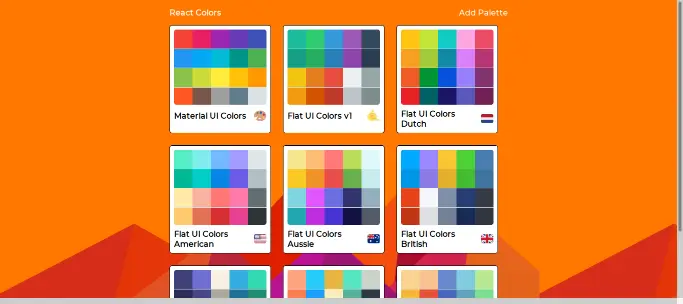 React Colors
Add Palette
Material UI Colors
Flat UI Colors v1
Flat UI Colors
Dutch
Flat UI Colors
American
Flat UI Colors
Aussie
Flat UI Colors
British